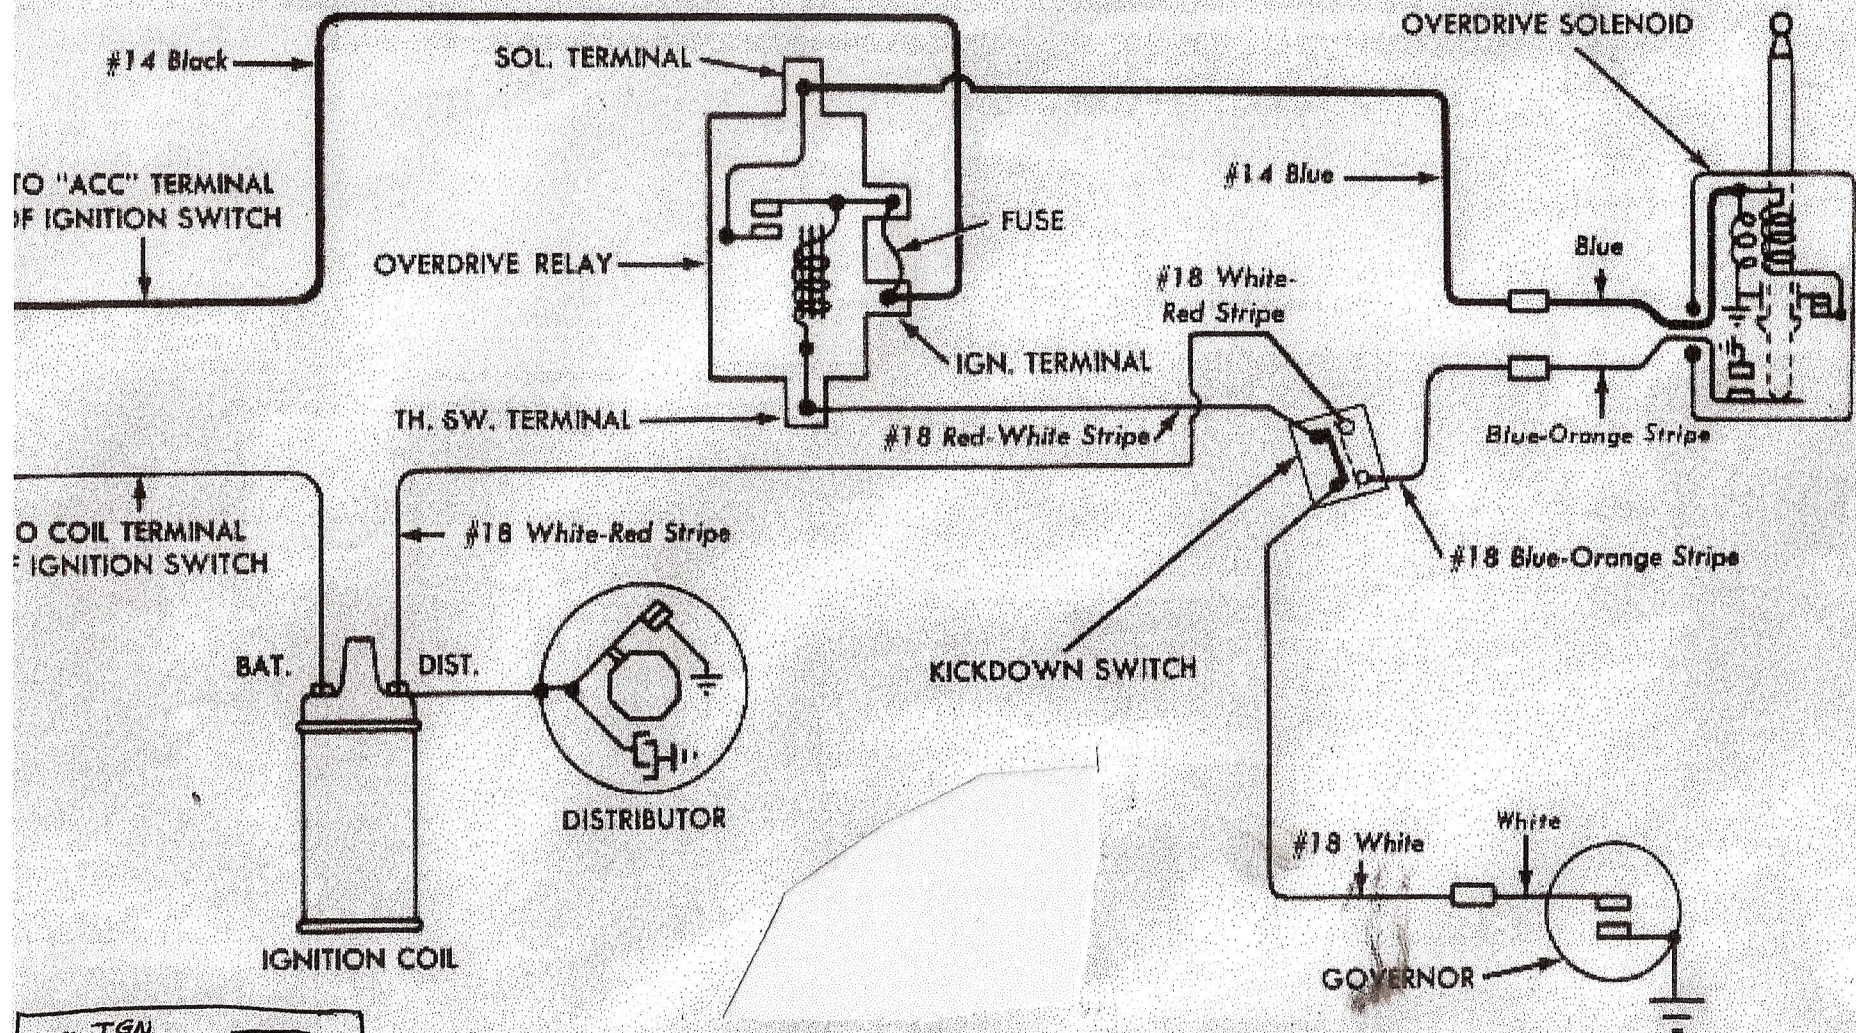 OVERDRIVE SOLENOID
#14 Black
SOL. TERMINAL
TO "ACC" TERMINAL
OF IGNITION SWITCH
#14 Blue
FUSE
Blue
OVERDRIVE RELAY
#18 White-
Red Stripe
IGN. TERMINAL
TH. SW. TERMINAL
#18 Red-White Stripe
Blue-Orange Stripe
O COIL TERMINAL
F IGNITION SWITCH
#18 White-Red Stripe
#18 Blue-Orange Stripe
BAT.
DIST.
KICKDOWN SWITCH
DISTRIBUTOR
White
#18 White
IGNITION COIL
GOVERNOR
IGN